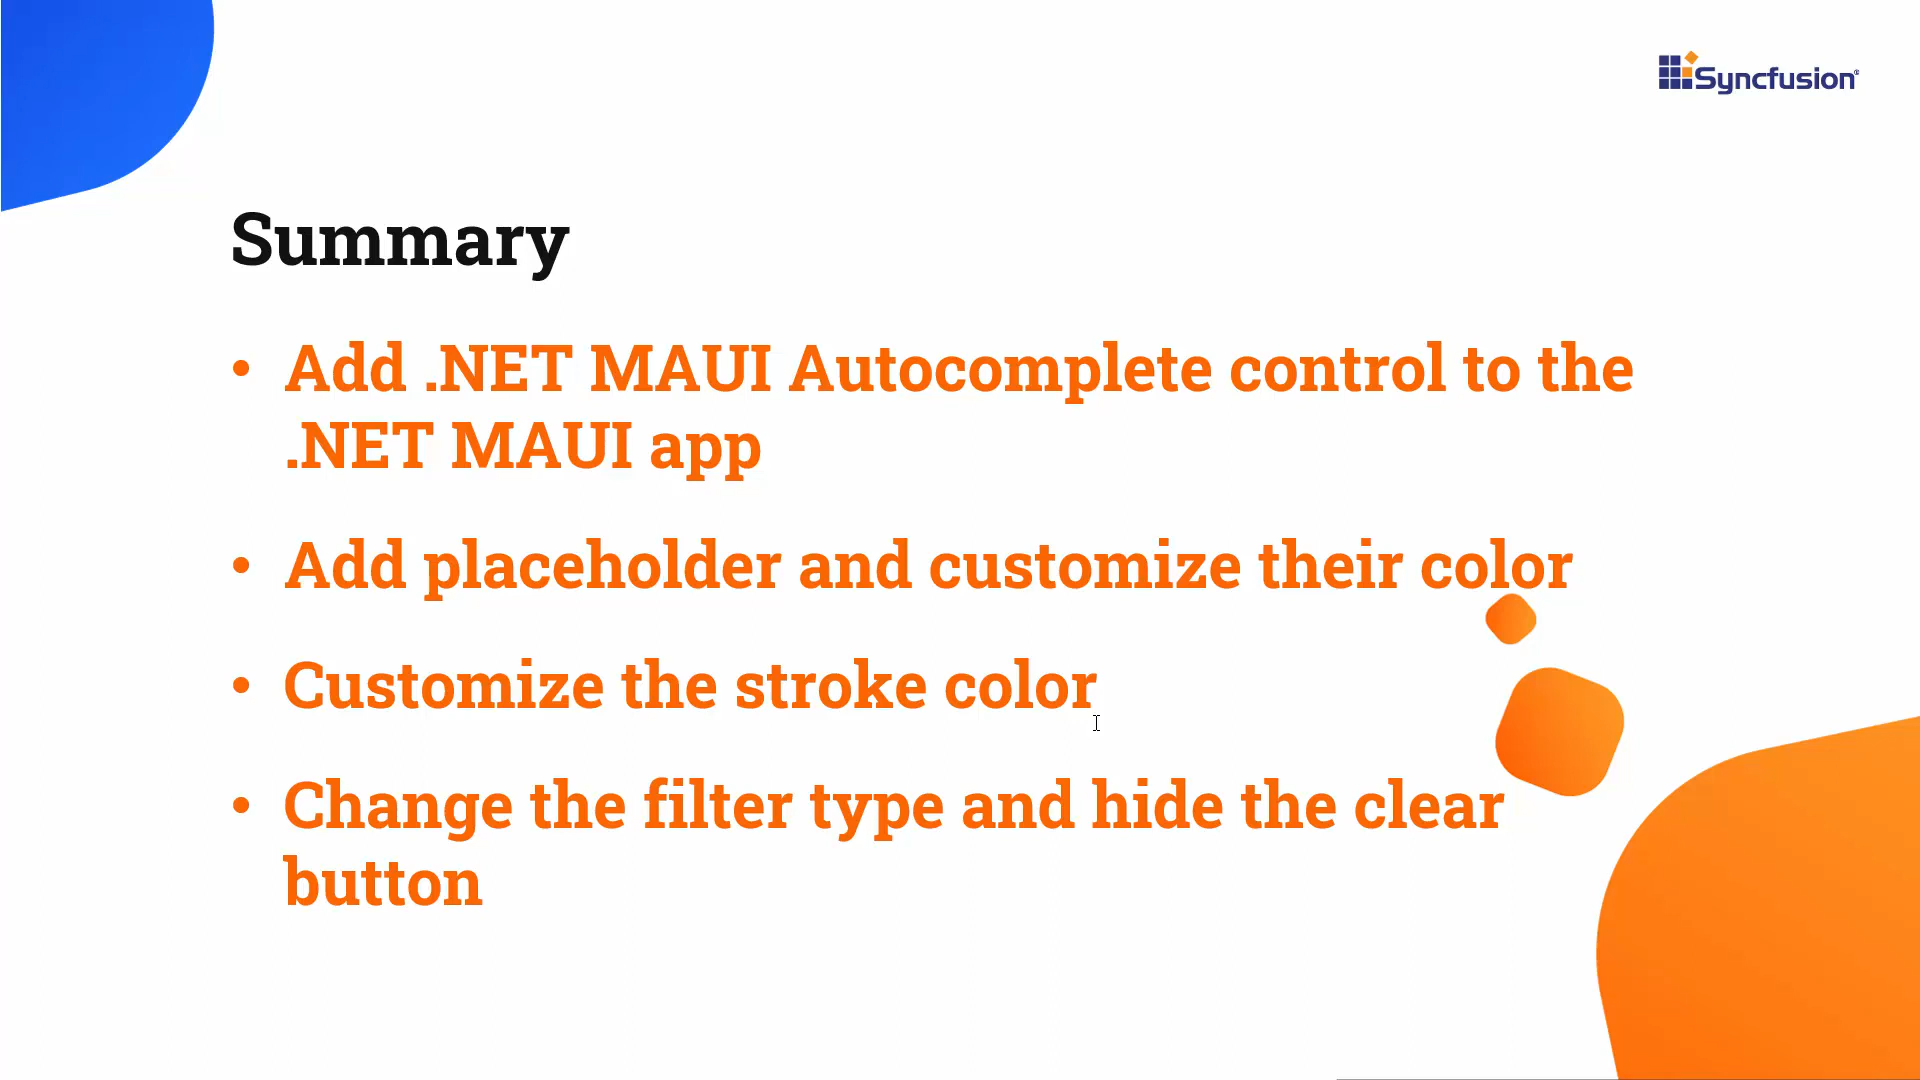 Syncfusion®
Summary
• Add .NET MAUI Autocomplete control to the
.NET MAUI app
• Add placeholder and customize their color
• Customize the stroke color
• Change the filter type and hide the clear
button